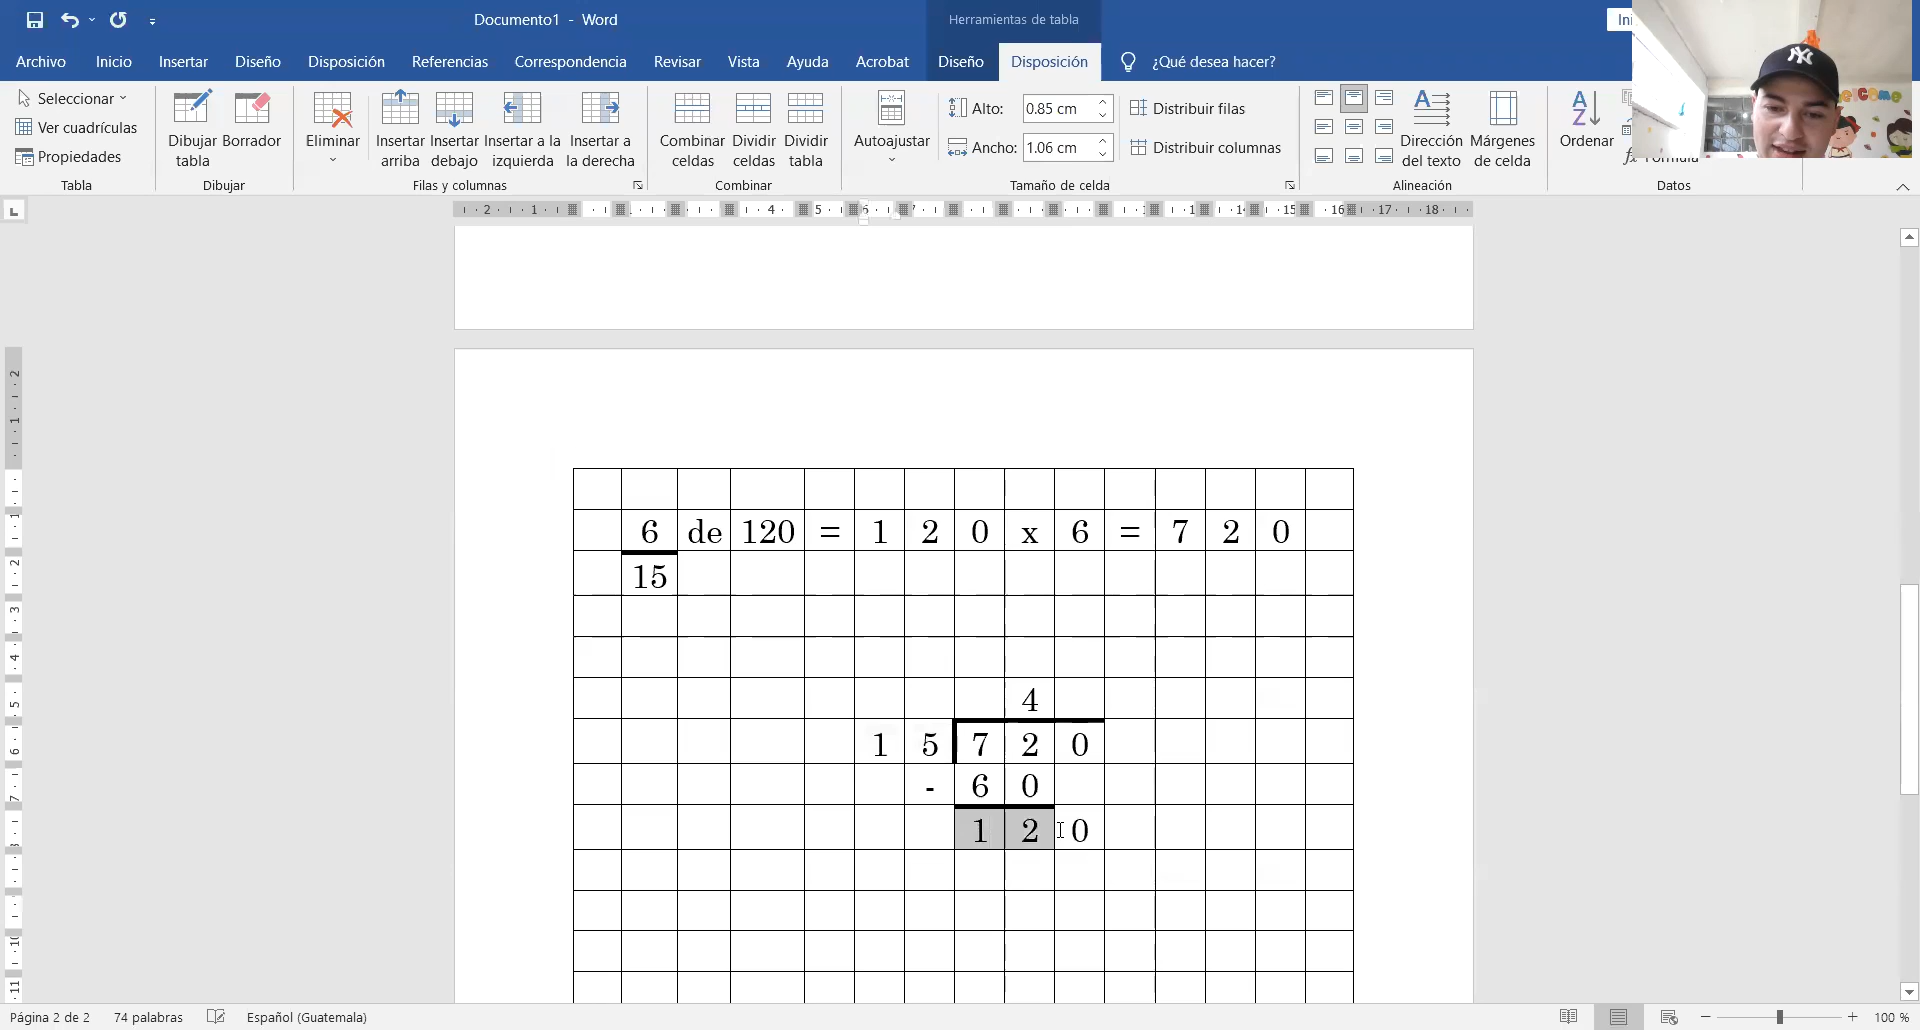 Documento1 - Word
Herramientas de tabla
Ini
Archivo Inicio Insertar Diseño Disposición Referencias Correspondencia Revisar Vista Ayuda Acrobat Diseño Disposición ¿Qué desea hacer?
Seleccionar
Ver cuadrículas
Propiedades
Tabla
Dibujar tabla
Borrador
Dibujar
Eliminar
Insertar arriba
Insertar debajo
Insertar a la izquierda
Insertar a la derecha
Filas y columnas
Combinar celdas
Dividir celdas
Dividir tabla
Combinar
Autoajustar
Alto: 0.85 cm
Ancho: 1.06 cm
Distribuir filas
Distribuir columnas
Tamaño de celda
Dirección del texto
Márgenes de celda
Alineación
Ordenar
A
Z
fx Fórmula
Datos
NY
6 de 120 = 1 2 0 x 6 = 7 2 0
15
4
1 5 7 2 0
- 6 0
1 2 0
Página 2 de 2 74 palabras Español (Guatemala) 100 %